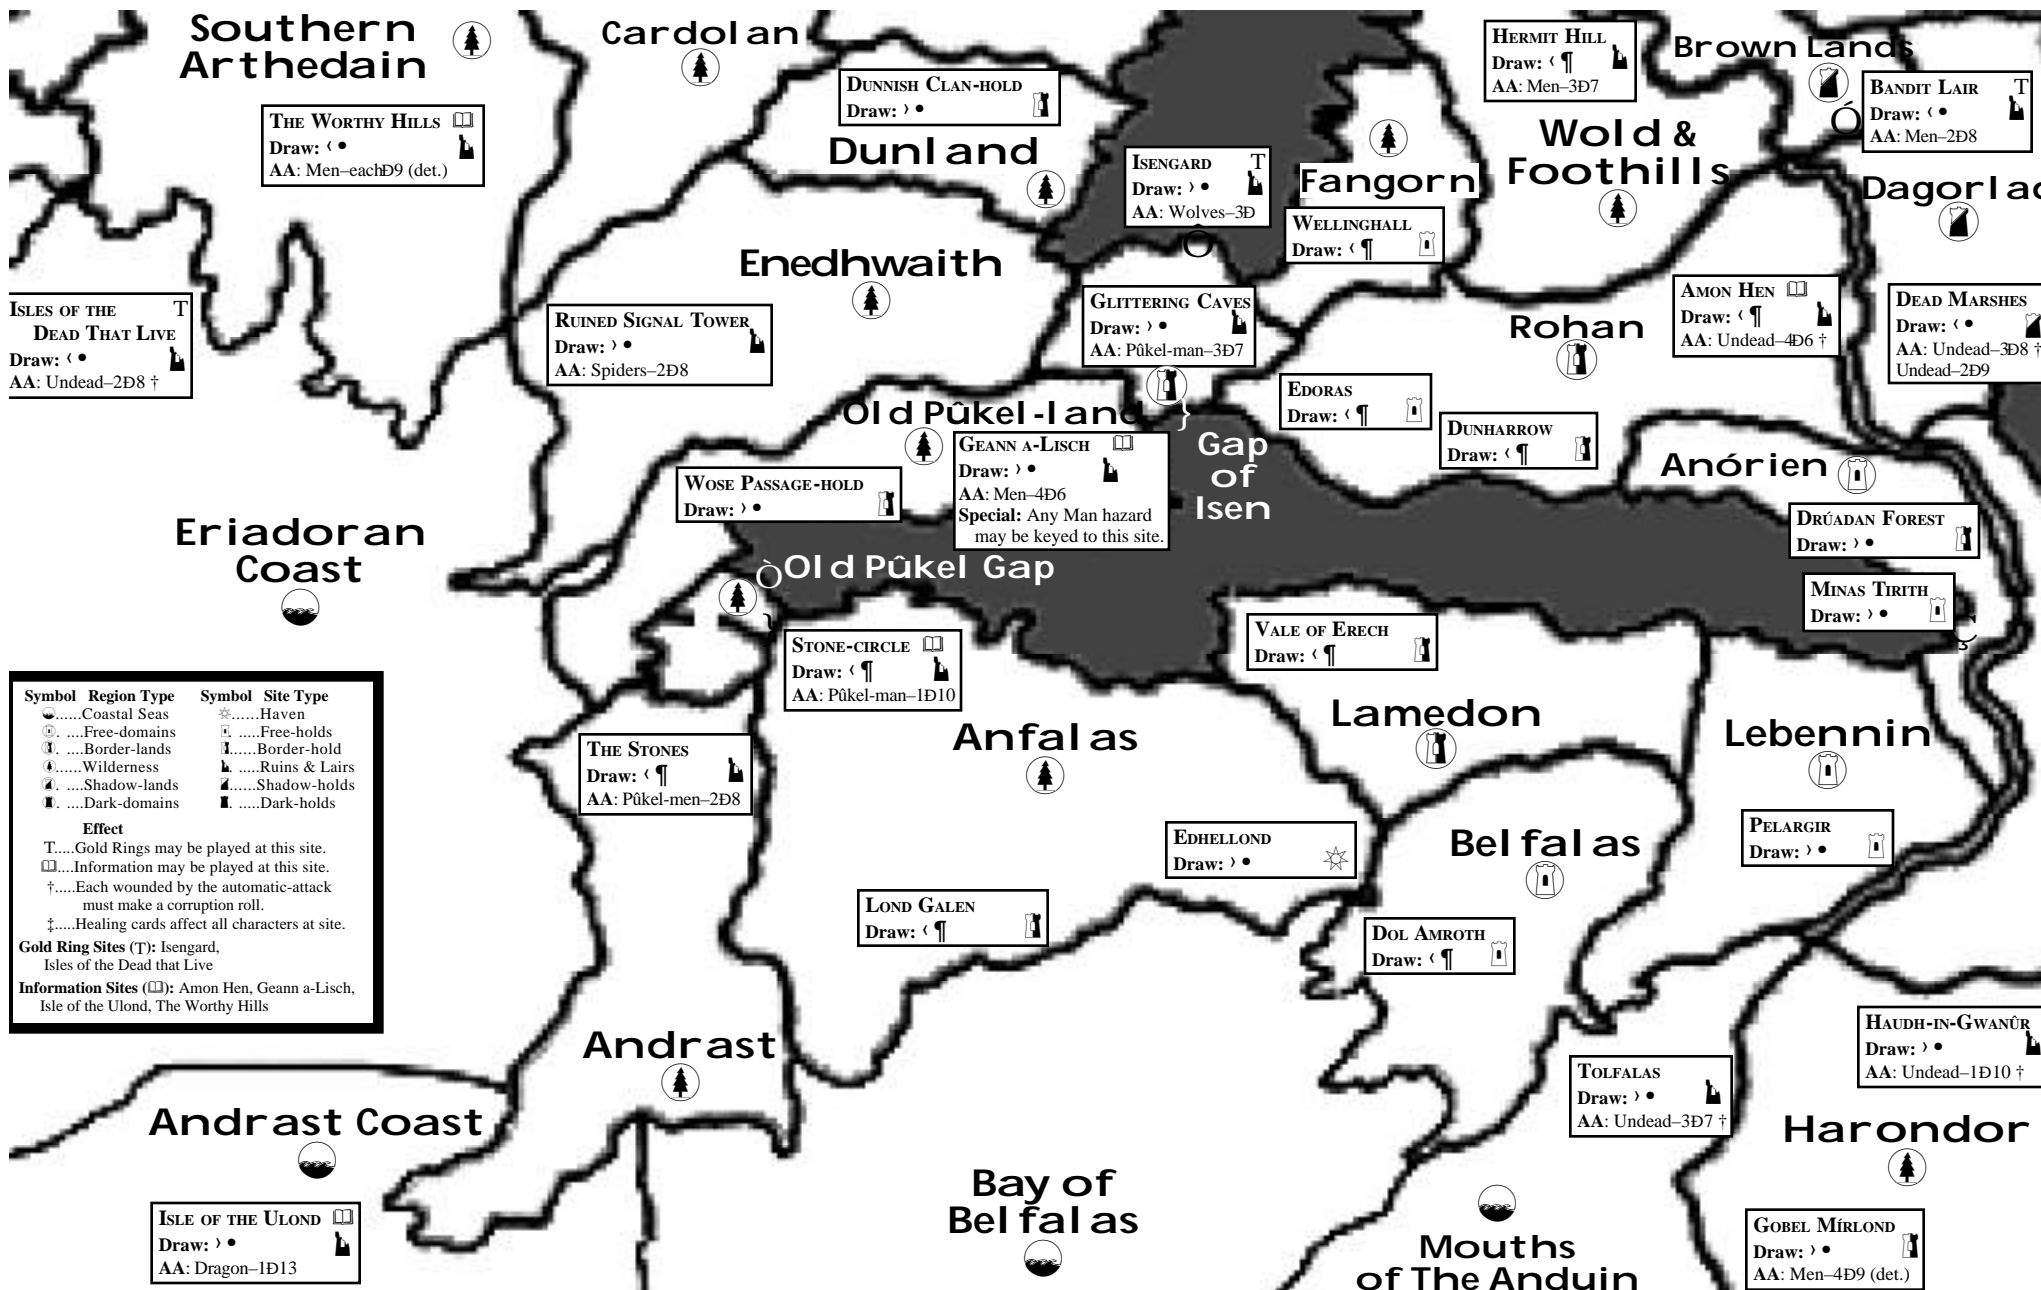 Southern
Arthedain
Cardolan
DUNNISH CLAN-HOLD
Draw: › •
HERMIT HILL
Draw: ‹ ¶
AA: Men–3Ð7
Brown Lands
BANDIT LAIR T
Draw: ‹ •
AA: Men–2Ð8
Ó
THE WORTHY HILLS
Draw: ‹ •
AA: Men–eachÐ9 (det.)
Dunland
ISENGARD T
Draw: › •
AA: Wolves–3Ð
Ô
Fangorn
WELLINGHALL
Draw: ‹ ¶
Wold &
Foothills
Dagorlad
Enedhwaith
ISLES OF THE T
DEAD THAT LIVE
Draw: ‹ •
AA: Undead–2Ð8 †
RUINED SIGNAL TOWER
Draw: › •
AA: Spiders–2Ð8
GLITTERING CAVES
Draw: › •
AA: Pûkel-man–3Ð7
Rohan
AMON HEN
Draw: ‹ ¶
AA: Undead–4Ð6 †
DEAD MARSHES
Draw: ‹ •
AA: Undead–3Ð8 †
Undead–2Ð9
Old Pûkel-land
}
EDORAS
Draw: ‹ ¶
DUNHARROW
Draw: ‹ ¶
Gap
of
Isen
GEANN A-LISCH
Draw: › •
AA: Men–4Ð6
Special: Any Man hazard
may be keyed to this site.
Anórien
WOSE PASSAGE-HOLD
Draw: › •
DRÚADAN FOREST
Draw: › •
Eriadoran
Coast
Ò
Old Pûkel Gap
}
MINAS TIRITH
Draw: › •
Ç
STONE-CIRCLE
Draw: ‹ ¶
AA: Pûkel-man–1Ð10
VALE OF ERECH
Draw: ‹ ¶
Symbol Region Type Symbol Site Type
......Coastal Seas ......Haven
. ....Free-domains . .....Free-holds
. ....Border-lands ......Border-hold
......Wilderness . .....Ruins & Lairs
. ....Shadow-lands ......Shadow-holds
. ....Dark-domains . .....Dark-holds
Effect
T.....Gold Rings may be played at this site.
....Information may be played at this site.
†.....Each wounded by the automatic-attack
must make a corruption roll.
‡.....Healing cards affect all characters at site.
Gold Ring Sites (T): Isengard,
Isles of the Dead that Live
Information Sites (): Amon Hen, Geann a-Lisch,
Isle of the Ulond, The Worthy Hills
THE STONES
Draw: ‹ ¶
AA: Pûkel-men–2Ð8
Anfalas
Lamedon
Lebennin
EDHELLOND
Draw: › •
Belfalas
PELARGIR
Draw: › •
LOND GALEN
Draw: ‹ ¶
DOL AMROTH
Draw: ‹ ¶
Andrast
HAUDH-IN-GWANÛR
Draw: › •
AA: Undead–1Ð10 †
TOLFALAS
Draw: › •
AA: Undead–3Ð7 †
Andrast Coast
Harondor
ISLE OF THE ULOND
Draw: › •
AA: Dragon–1Ð13
Bay of
Belfalas
Mouths
of The Anduin
GOBEL MÍRLOND
Draw: › •
AA: Men–4Ð9 (det.)